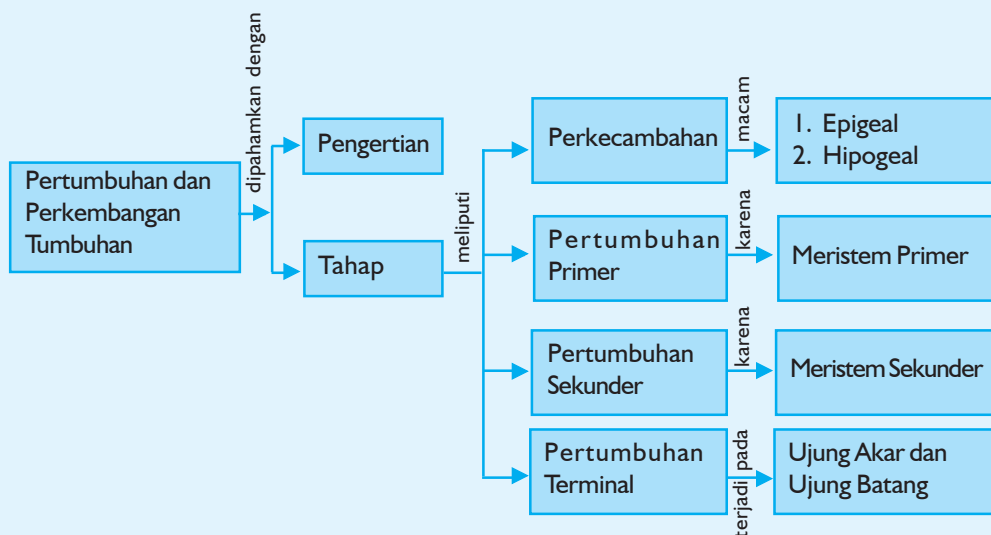 Pertumbuhan dan
Perkembangan
Tumbuhan
dipahamkan dengan
Pengertian
Tahap
meliputi
Perkecambahan
macam
1. Epigeal
2. Hipogeal
Pertumbuhan
Primer
karena
Meristem Primer
Pertumbuhan
Sekunder
karena
Meristem Sekunder
Pertumbuhan
Terminal
terjadi pada
Ujung Akar dan
Ujung Batang